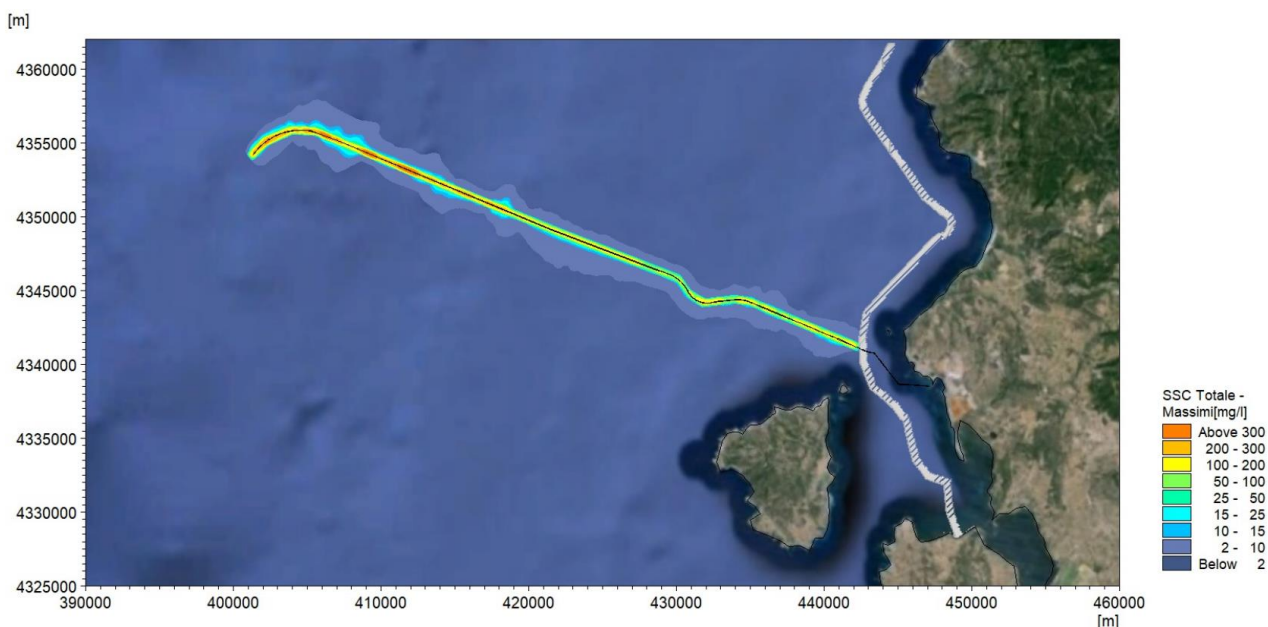 [m]
4360000
4355000
4350000
4345000
4340000
4335000
4330000
4325000
390000 400000 410000 420000 430000 440000 450000 460000
[m]
SSC Totale -
Massimi[mg/l]
Above 300
200 - 300
100 - 200
50 - 100
25 - 50
15 - 25
10 - 15
2 - 10
Below 2